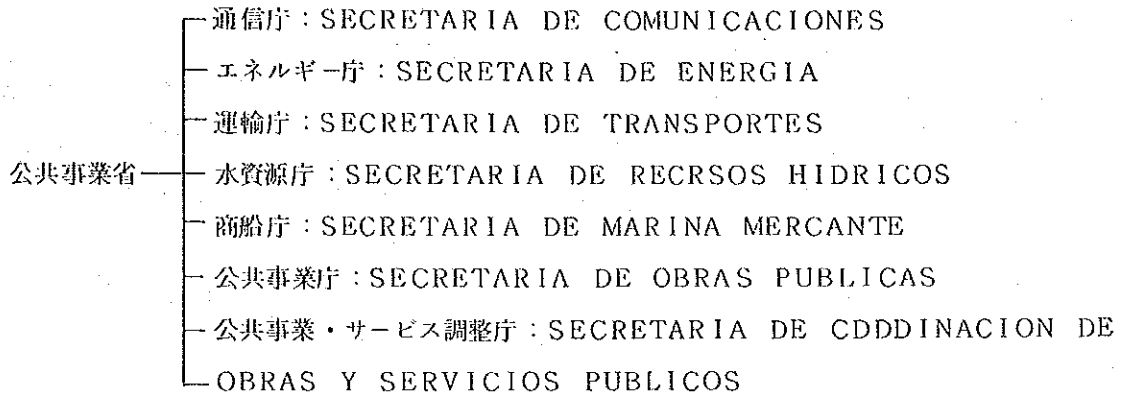 通信庁：SECRETARIA DE COMUNICACIONES
エネルギー庁：SECRETARIA DE ENERGIA
運輸庁：SECRETARIA DE TRANSPORTES
公共事業省
水資源庁：SECRETARIA DE RECRSOS HIDRICOS
商船庁：SECRETARIA DE MARINA MERCANTE
公共事業庁：SECRETARIA DE OBRAS PUBLICAS
公共事業・サービス調整庁：SECRETARIA DE CDDDINACION DE
OBRAS Y SERVICIOS PUBLICOS